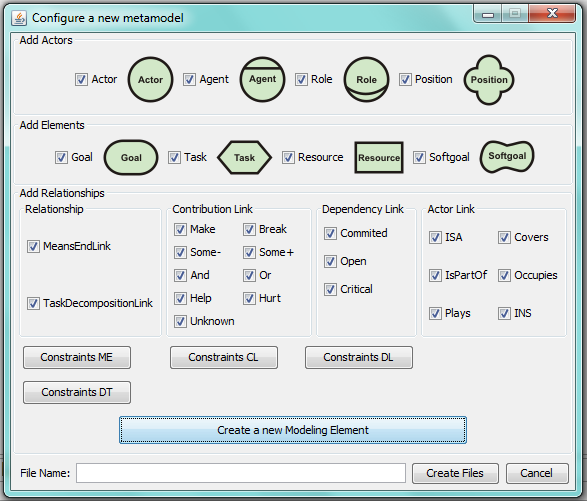 Configure a new metamodel
Add Actors
Actor Actor Agent Agent Role Role Position Position
Add Elements
Goal Goal Task Task Resource Resource Softgoal Softgoal
Add Relationships
Relationship
MeansEndLink
TaskDecompositionLink
Contribution Link
Make Break
Some- Some+
And Or
Help Hurt
Unknown
Dependency Link
Commited
Open
Critical
Actor Link
ISA Covers
IsPartOf Occupies
Plays INS
Constraints ME Constraints CL Constraints DL
Constraints DT
Create a new Modeling Element
File Name: Create Files Cancel